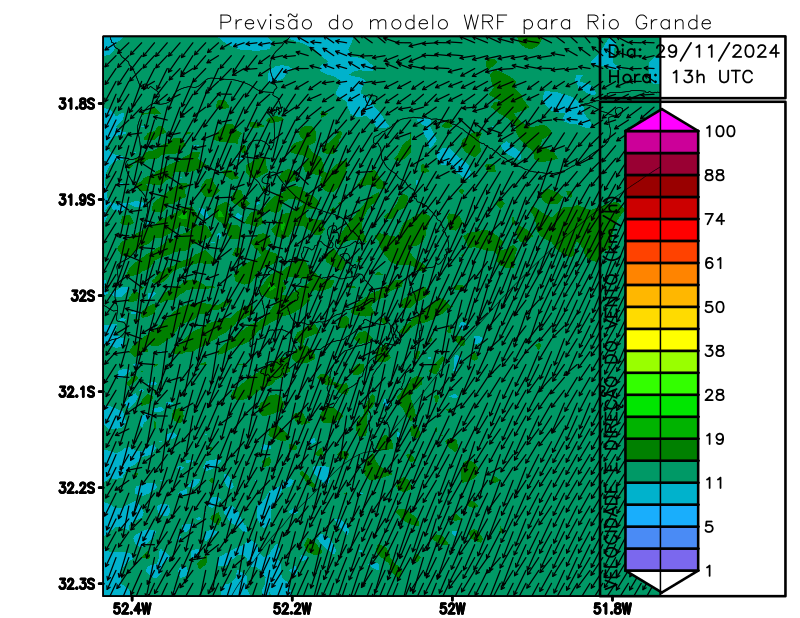 Previsão do modelo WRF para Rio Grande
Dia: 29/11/2024
Hora: 13h UTC
31.8S
31.9S
32S
32.1S
32.2S
32.3S
52.4W
52.2W
52W
51.8W
100
88
74
61
50
38
28
19
11
5
1
VELOCIDADE E DIREÇÃO DO VENTO (km/h)